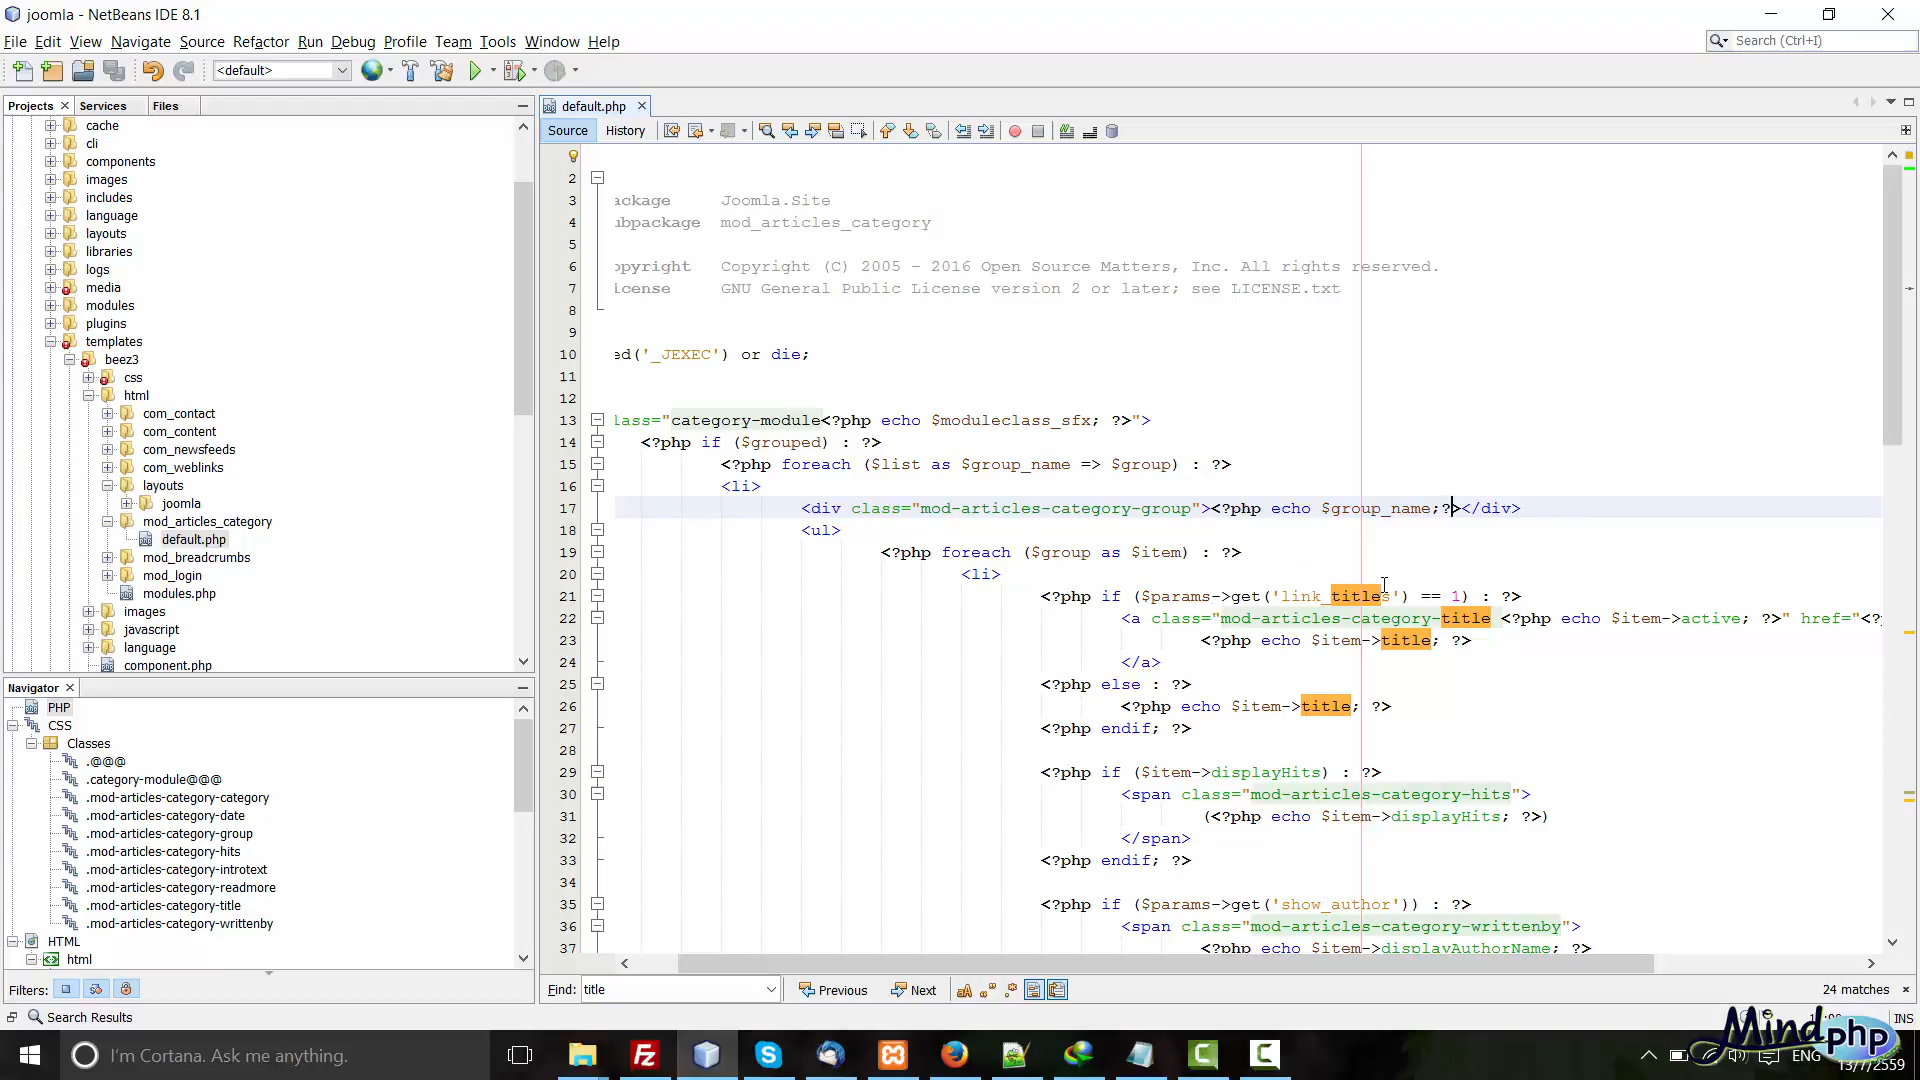 joomla - NetBeans IDE 8.1
File Edit View Navigate Source Refactor Run Debug Profile Team Tools Window Help
Search (Ctrl+I)
<default>
Projects Services Files
default.php
Source History
cache
cli
components
images
includes
language
layouts
libraries
logs
media
modules
plugins
templates
beez3
css
html
com_contact
com_content
com_newsfeeds
com_weblinks
layouts
joomla
mod_articles_category
default.php
mod_breadcrumbs
mod_login
modules.php
images
javascript
language
component.php
Navigator
PHP
CSS
Classes
.@@@
.category-module@@@
.mod-articles-category-category
.mod-articles-category-date
.mod-articles-category-group
.mod-articles-category-hits
.mod-articles-category-introtext
.mod-articles-category-readmore
.mod-articles-category-title
.mod-articles-category-writtenby
HTML
html
Filters:
2
3 ackage Joomla.Site
4 ubpackage mod_articles_category
5
6 opyright Copyright (C) 2005 - 2016 Open Source Matters, Inc. All rights reserved.
7 icense GNU General Public License version 2 or later; see LICENSE.txt
8
9
10 ed('_JEXEC') or die;
11
12
13 lass="category-module<?php echo $moduleclass_sfx; ?>">
14 <?php if ($grouped) : ?>
15 <?php foreach ($list as $group_name => $group) : ?>
16 <li>
17 <div class="mod-articles-category-group"><?php echo $group_name;?></div>
18 <ul>
19 <?php foreach ($group as $item) : ?>
20 <li>
21 <?php if ($params->get('link_titles') == 1) : ?>
22 <a class="mod-articles-category-title <?php echo $item->active; ?>" href="<?
23 <?php echo $item->title; ?>
24 </a>
25 <?php else : ?>
26 <?php echo $item->title; ?>
27 <?php endif; ?>
28
29 <?php if ($item->displayHits) : ?>
30 <span class="mod-articles-category-hits">
31 (<?php echo $item->displayHits; ?>)
32 </span>
33 <?php endif; ?>
34
35 <?php if ($params->get('show_author')) : ?>
36 <span class="mod-articles-category-writtenby">
37 <?php echo $item->displayAuthorName; ?>
Find: title Previous Next 24 matches
Search Results
INS
I'm Cortana. Ask me anything.
ENG
13/7/2559
Mindphp